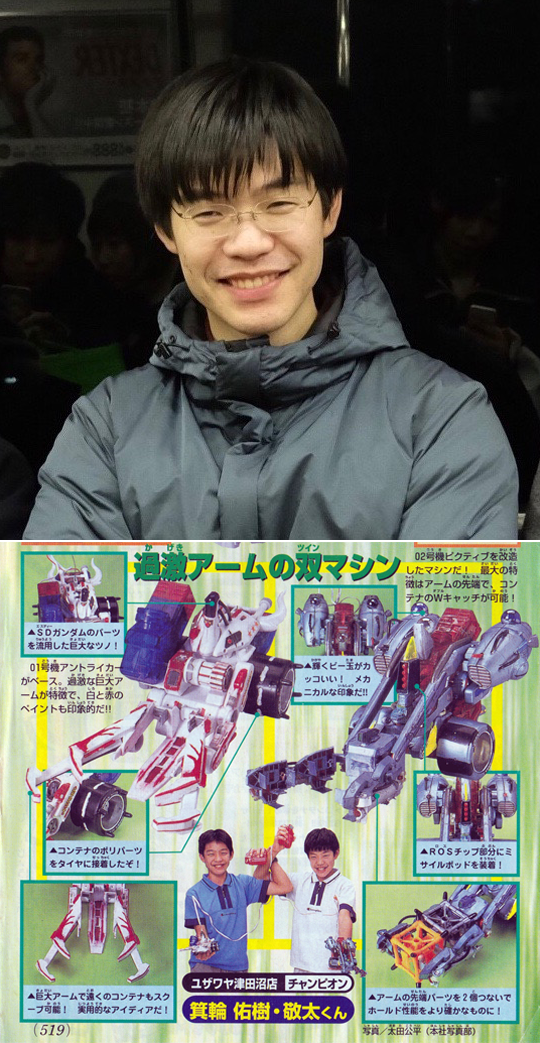 DEXTER
過激アームの双マシン
かげき
ツイン
02号機ピクティブを改造
したマシンだ! 最大の特
徴はアームの先端で、コン
テナのWキャッチが可能!
▲SDガンダムのパーツ
を流用した巨大なツノ!
01号機アントライカー
がベース。過激な巨大ア
ームが特徴で、白と赤の
ペイントも印象的だ!!
▲輝くビー玉がカ
ッコいい! メカ
ニカルな印象だ!!
▲コンテナのポリパーツ
をタイヤに接着したぞ!
▲ROSチップ部分にミ
サイルポッドを装着!
▲巨大アームで遠くのコンテナもスク
ープ可能! 実用的なアイディアだ!
ユザワヤ津田沼店 チャンピオン
箕輪 佑樹・敬太くん
▲アームの先端パーツを2個つないで
ホールド性能をより確かなものに!
(519)
写真/太田公平(本社写真部)